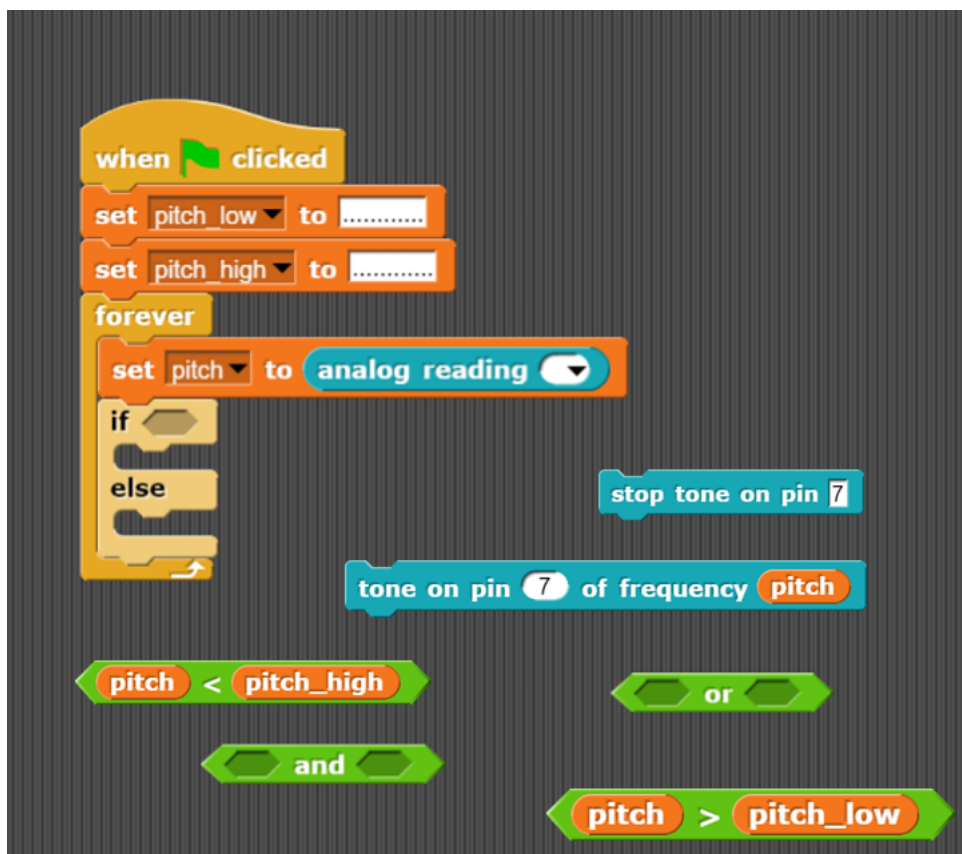 when clicked
set pitch_low to ............
set pitch_high to ............
forever
set pitch to analog reading
if
else
stop tone on pin 7
tone on pin 7 of frequency pitch
pitch < pitch_high
or
and
pitch > pitch_low